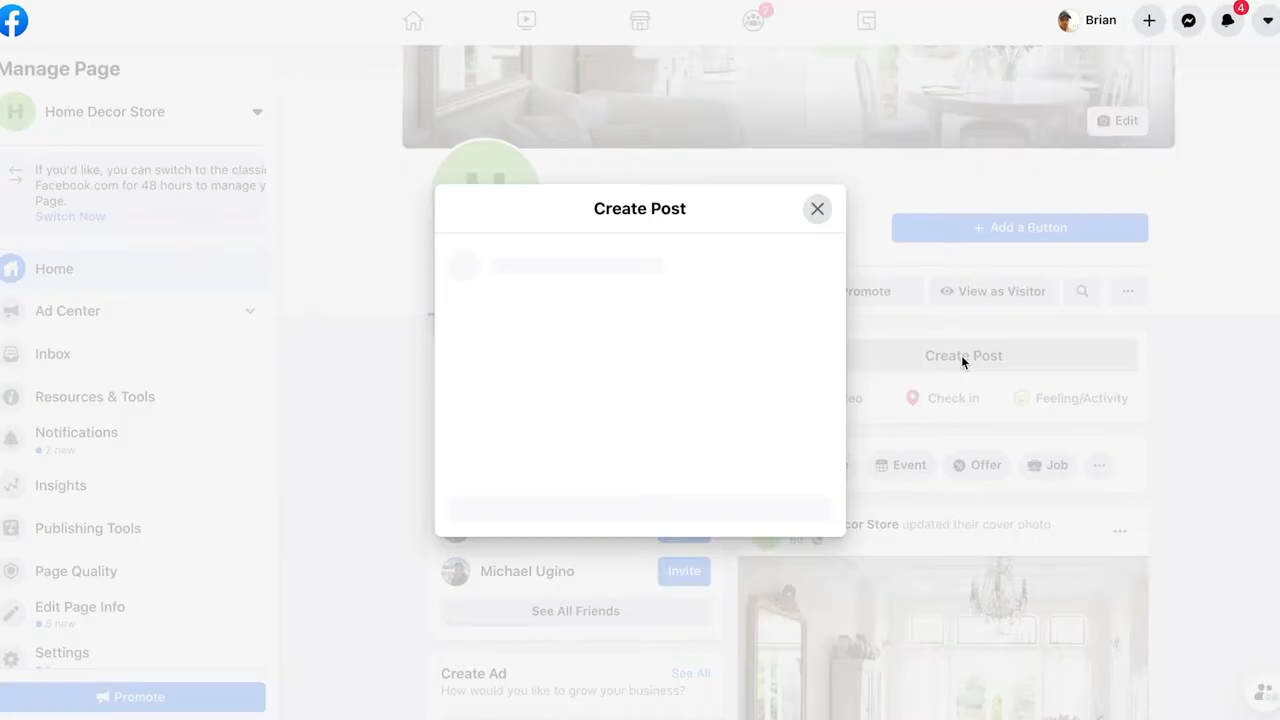 7
4
Brian
Manage Page
H
Home Decor Store
Edit
If you'd like, you can switch to the classic
Facebook.com for 48 hours to manage y
Page.
Switch Now
Create Post
+ Add a Button
Home
Promote
View as Visitor
Ad Center
Create Post
Inbox
Check in
Feeling/Activity
Resources & Tools
Notifications
2 new
Event
Offer
Job
Insights
cor Store updated their cover photo.
Publishing Tools
Page Quality
Michael Ugino
Invite
Edit Page Info
6 new
See All Friends
Settings
Create Ad
See All
How would you like to grow your business?
Promote